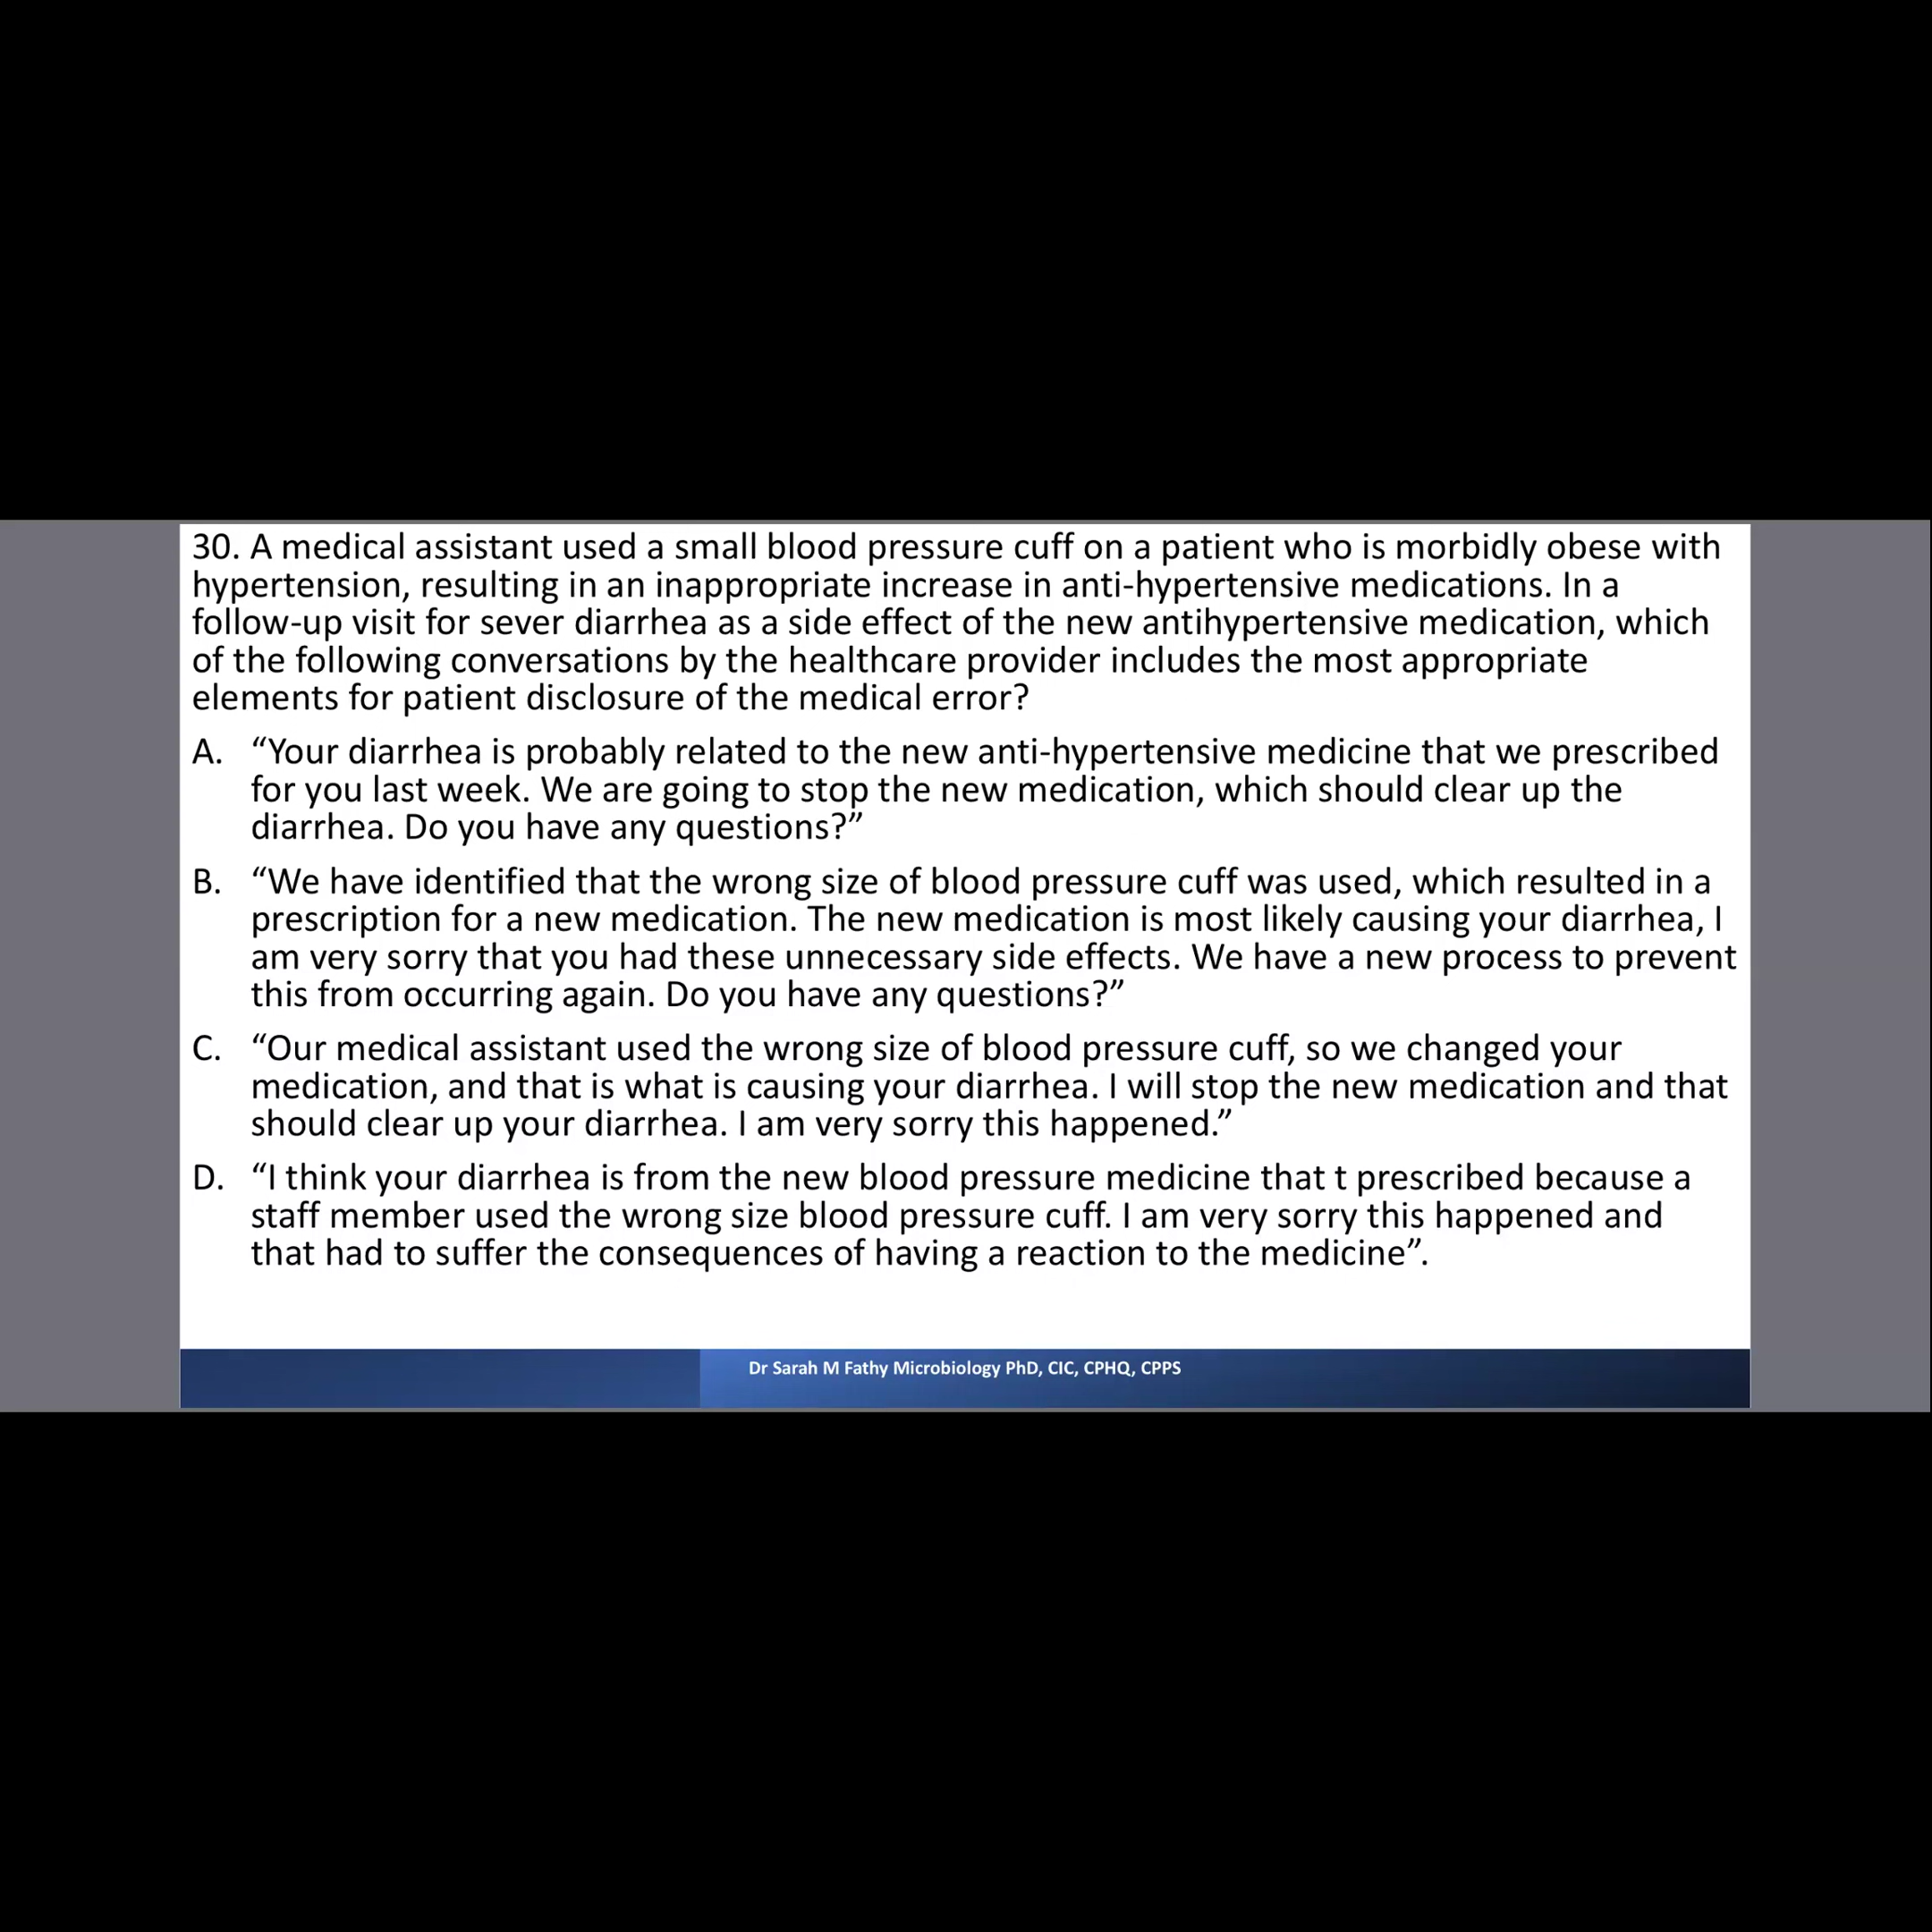 30. A medical assistant used a small blood pressure cuff on a patient who is morbidly obese with
hypertension, resulting in an inappropriate increase in anti-hypertensive medications. In a
follow-up visit for sever diarrhea as a side effect of the new antihypertensive medication, which
of the following conversations by the healthcare provider includes the most appropriate
elements for patient disclosure of the medical error?
A. “Your diarrhea is probably related to the new anti-hypertensive medicine that we prescribed
for you last week. We are going to stop the new medication, which should clear up the
diarrhea. Do you have any questions?”
B. “We have identified that the wrong size of blood pressure cuff was used, which resulted in a
prescription for a new medication. The new medication is most likely causing your diarrhea, I
am very sorry that you had these unnecessary side effects. We have a new process to prevent
this from occurring again. Do you have any questions?”
C. “Our medical assistant used the wrong size of blood pressure cuff, so we changed your
medication, and that is what is causing your diarrhea. I will stop the new medication and that
should clear up your diarrhea. I am very sorry this happened.”
D. “I think your diarrhea is from the new blood pressure medicine that t prescribed because a
staff member used the wrong size blood pressure cuff. I am very sorry this happened and
that had to suffer the consequences of having a reaction to the medicine”.
Dr Sarah M Fathy Microbiology PhD, CIC, CPHQ, CPPS